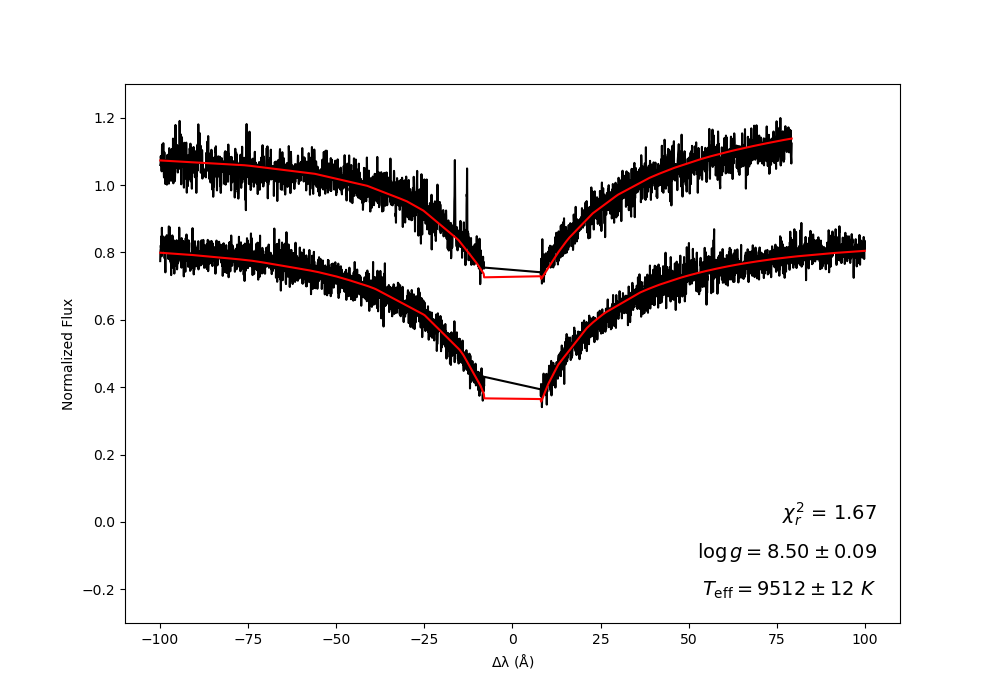 1.2
1.0
0.8
0.6
0.4
0.2
0.0
−0.2
Normalized Flux
χ²ᵣ = 1.67
log g = 8.50 ± 0.09
T_eff = 9512 ± 12 K
−100 −75 −50 −25 0 25 50 75 100
Δλ (Å)